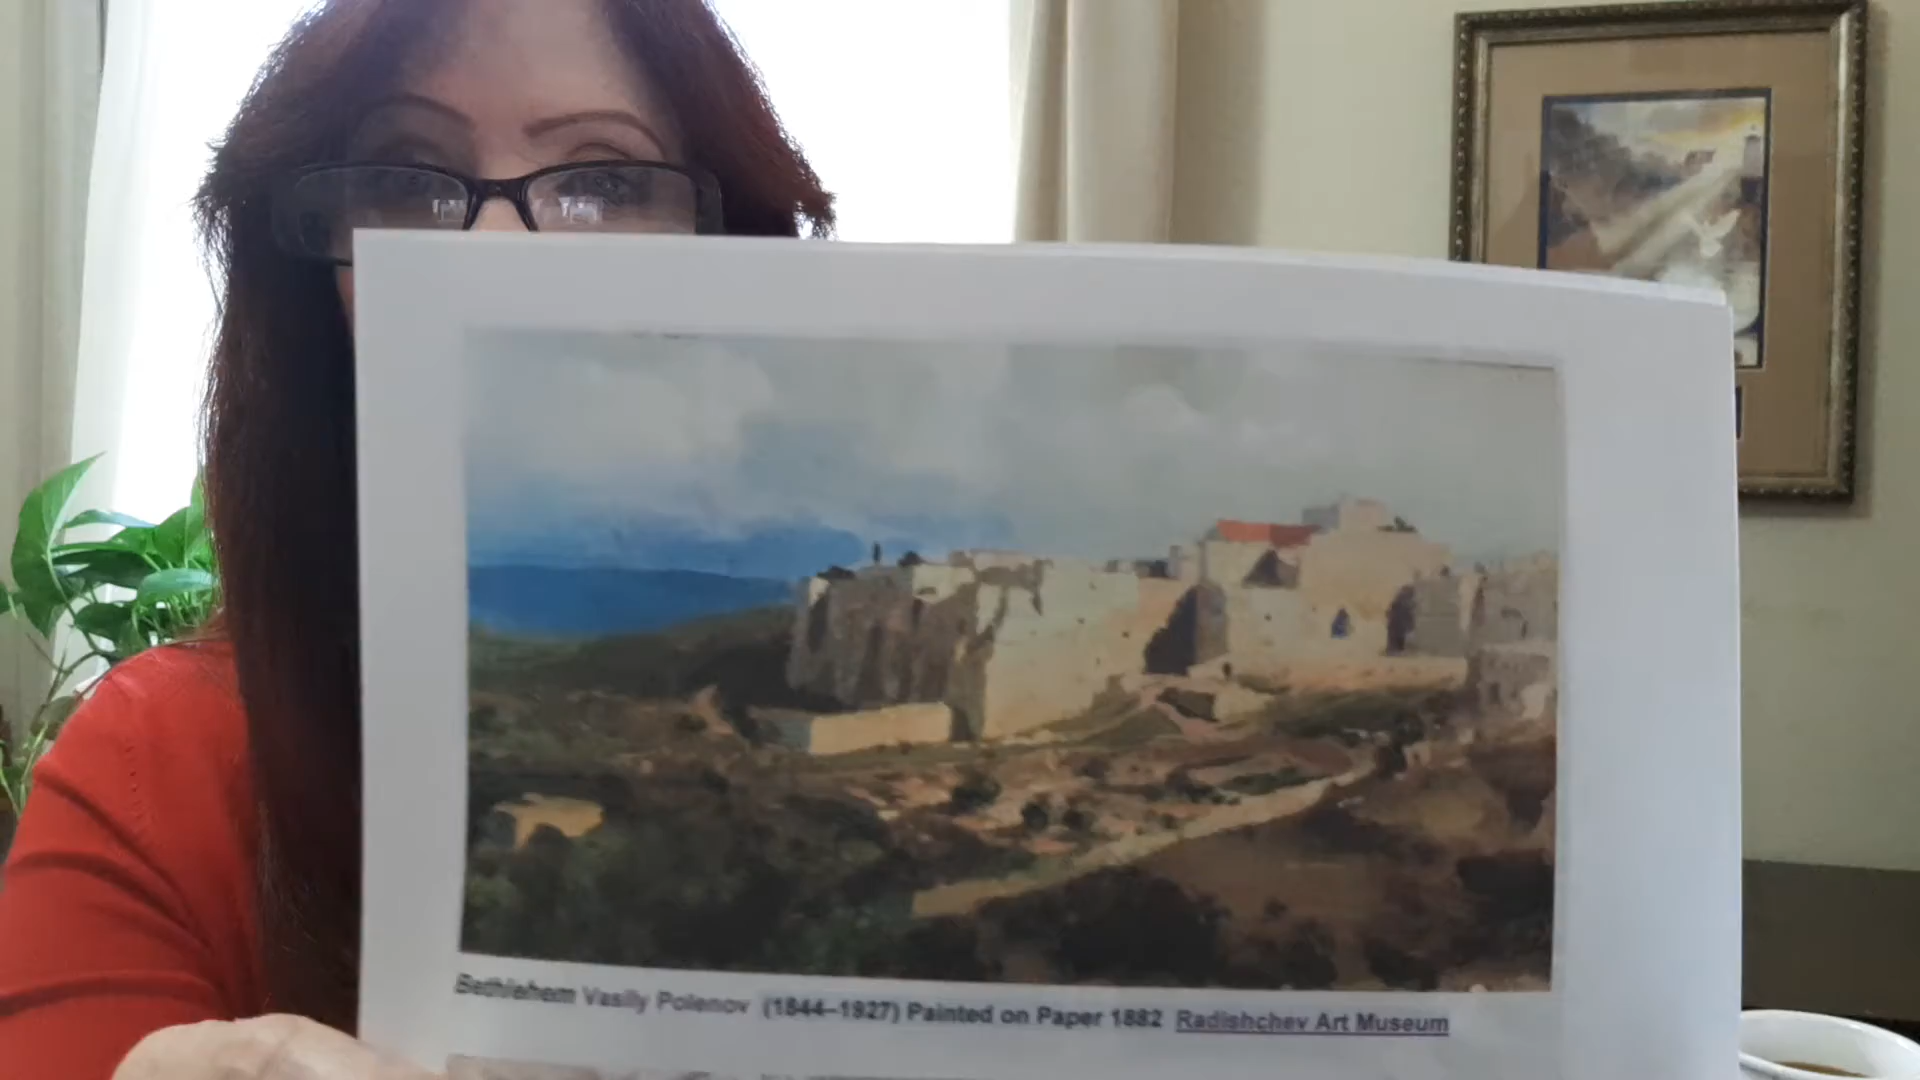 Bethlehem Vasily Polenov (1844–1927) Painted on Paper 1882 Radishchev Art Museum